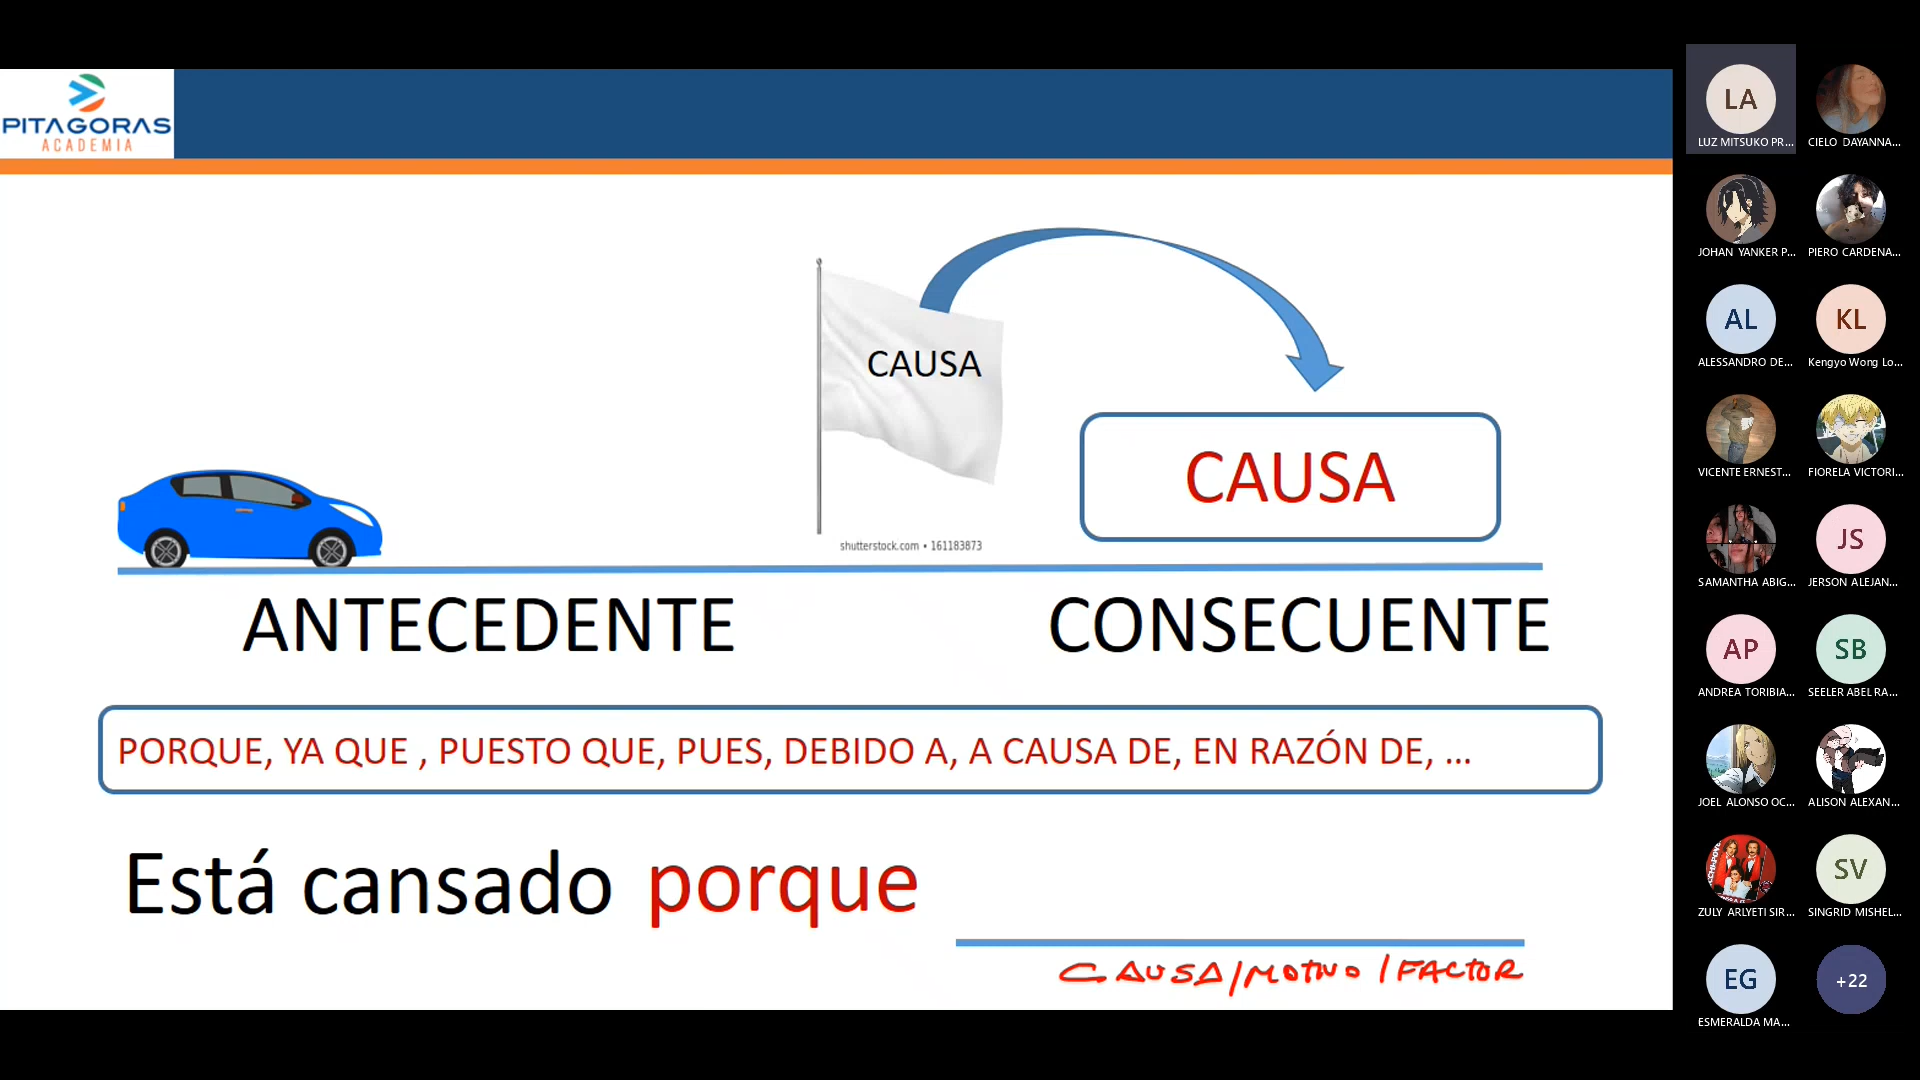 PITAGORAS
ACADEMIA
CAUSA
CAUSA
shutterstock.com • 161183873
ANTECEDENTE
CONSECUENTE
PORQUE, YA QUE , PUESTO QUE, PUES, DEBIDO A, A CAUSA DE, EN RAZÓN DE, ...
Está cansado porque
CAUSA/MOTIVO/FACTOR
LA
LUZ MITSUKO PR...
CIELO DAYANNA...
JOHAN YANKER P...
PIERO CARDENA...
AL
ALESSANDRO DE...
KL
Kengyo Wong Lo...
VICENTE ERNEST...
FIORELA VICTORI...
SAMANTHA ABIG...
JS
JERSON ALEJAN...
AP
ANDREA TORIBIA...
SB
SEELER ABEL RA...
JOEL ALONSO OC...
ALISON ALEXAN...
ZULY ARLYETI SIR...
SV
SINGRID MISHEL...
EG
ESMERALDA MA...
+22